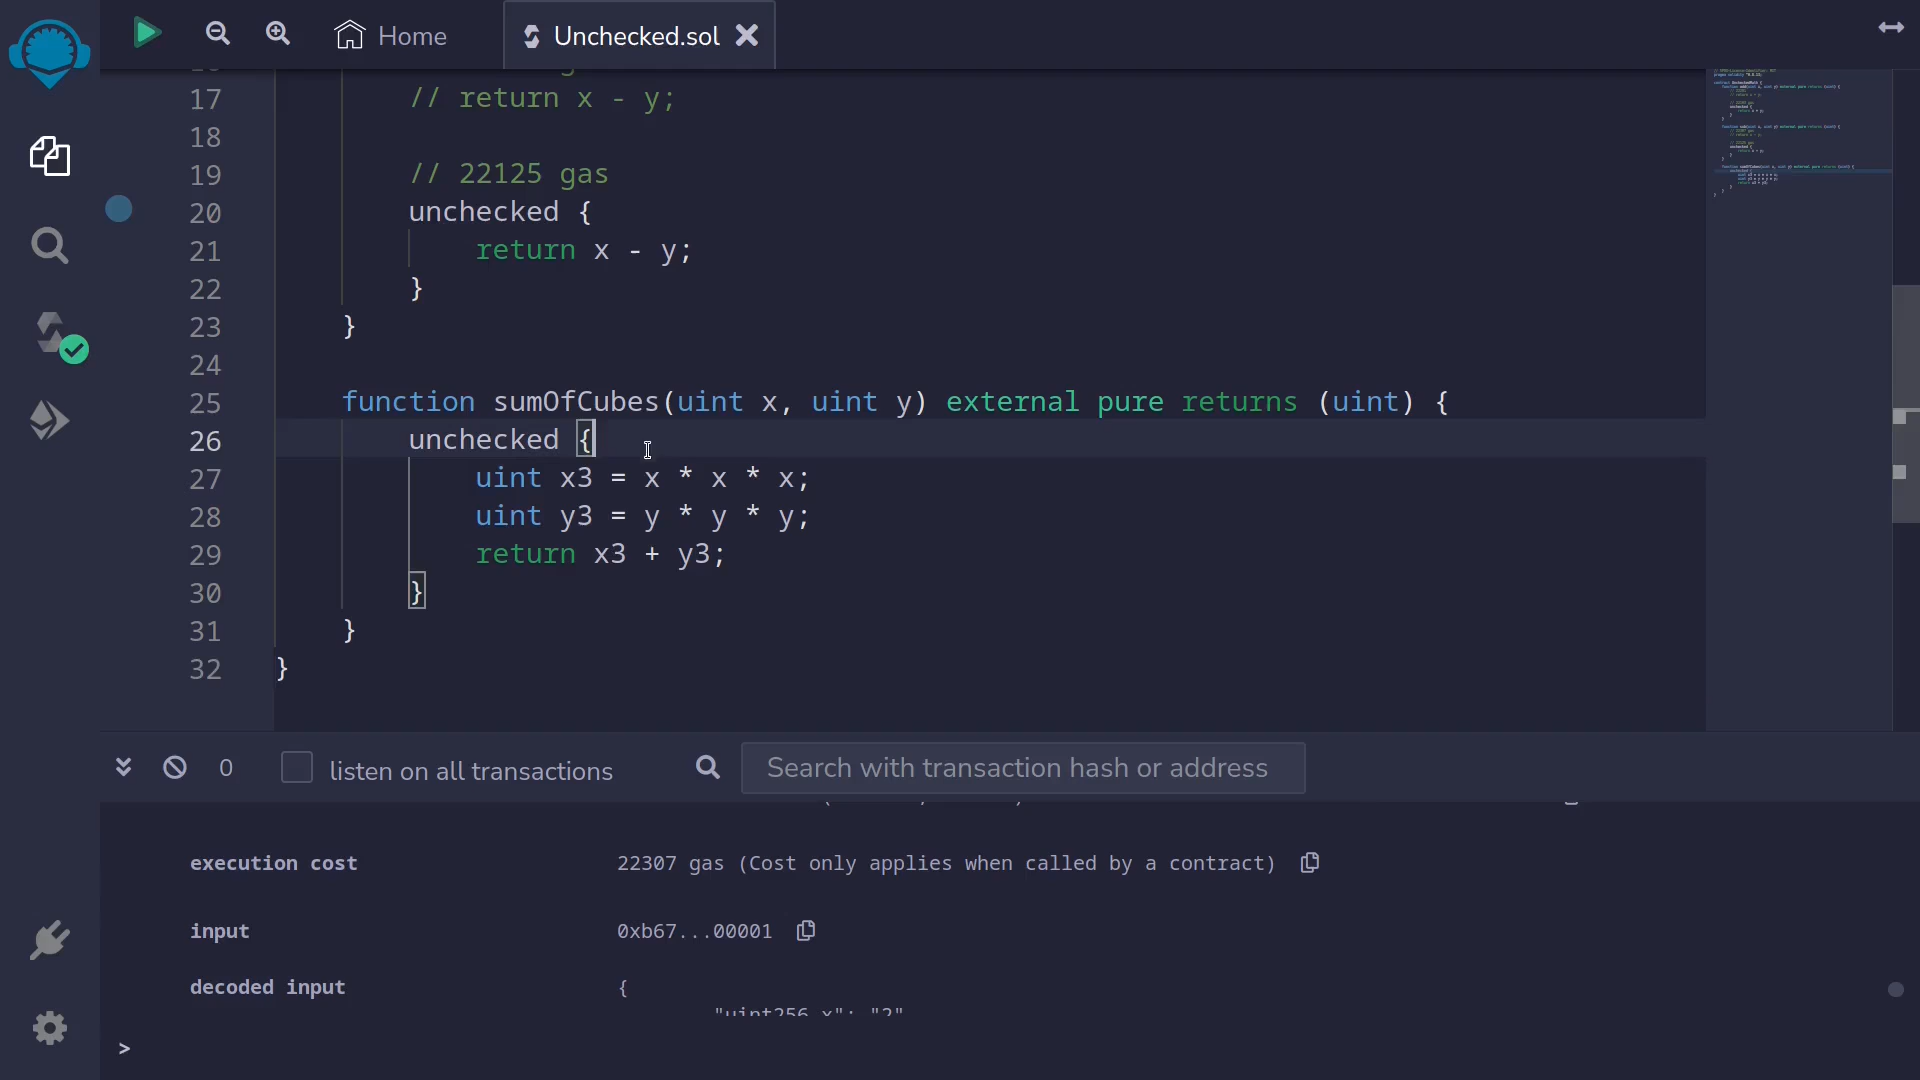 Home
Unchecked.sol
17 // return x - y;
18
19 // 22125 gas
20 unchecked {
21 return x - y;
22 }
23 }
24
25 function sumOfCubes(uint x, uint y) external pure returns (uint) {
26 unchecked {
27 uint x3 = x * x * x;
28 uint y3 = y * y * y;
29 return x3 + y3;
30 }
31 }
32 }
0 listen on all transactions Search with transaction hash or address
execution cost 22307 gas (Cost only applies when called by a contract)
input 0xb67...00001
decoded input {
"uint256 x": "2"
>